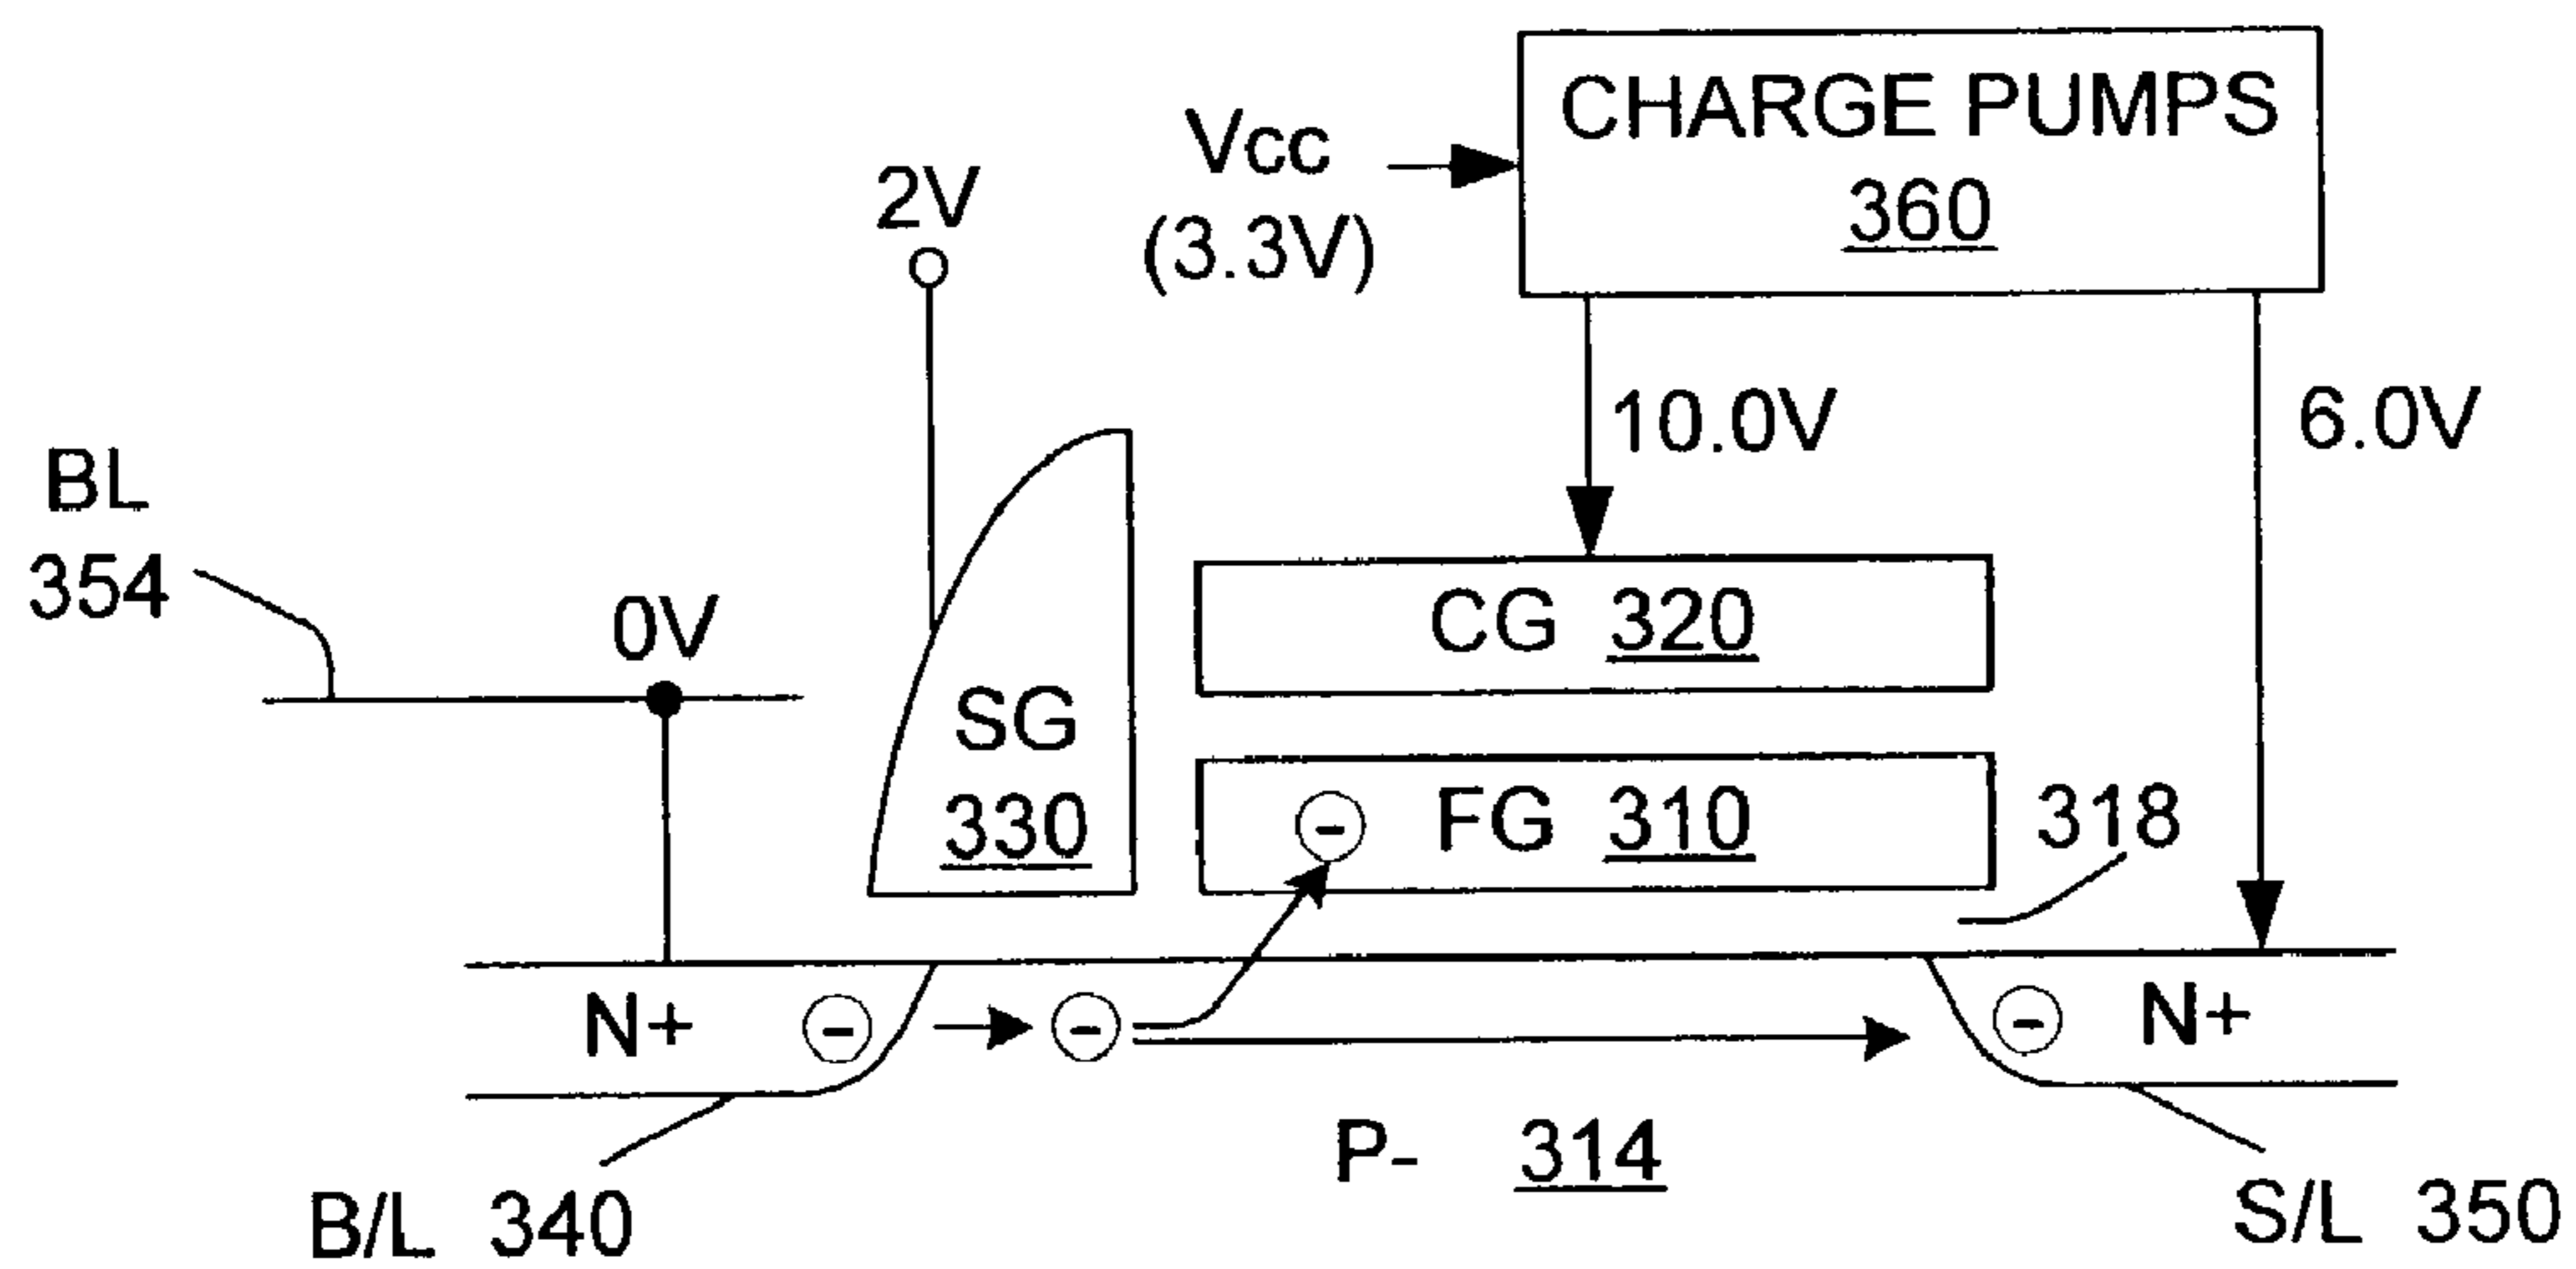 CHARGE PUMPS
360
Vcc
(3.3V)
2V
10.0V
6.0V
BL
354
0V
CG 320
SG
330
FG 310
-
318
N+
-
-
-
N+
P- 314
B/L 340
S/L 350